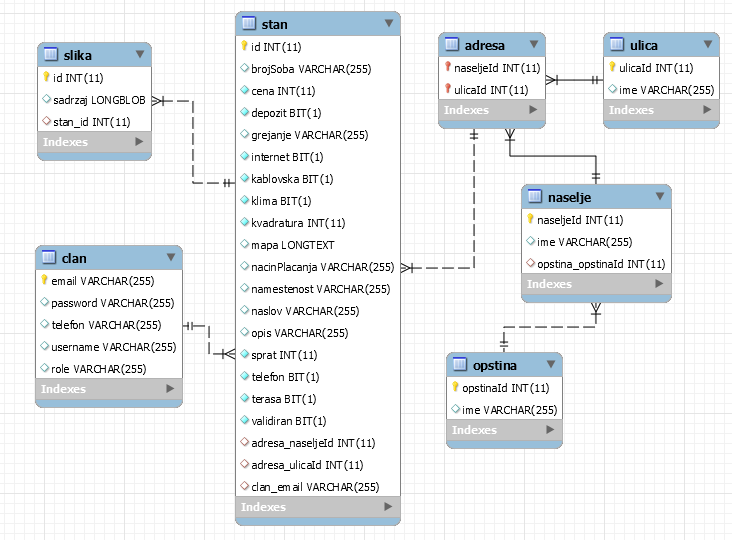 slika
id INT(11)
sadrzaj LONGBLOB
stan_id INT(11)
Indexes
clan
email VARCHAR(255)
password VARCHAR(255)
telefon VARCHAR(255)
username VARCHAR(255)
role VARCHAR(255)
Indexes
stan
id INT(11)
brojSoba VARCHAR(255)
cena INT(11)
depozit BIT(1)
grejanje VARCHAR(255)
internet BIT(1)
kablovska BIT(1)
klima BIT(1)
kvadratura INT(11)
mapa LONGTEXT
nacinPlacanja VARCHAR(255)
namestenost VARCHAR(255)
naslov VARCHAR(255)
opis VARCHAR(255)
sprat INT(11)
telefon BIT(1)
terasa BIT(1)
validiran BIT(1)
adresa_naseljeId INT(11)
adresa_ulicaId INT(11)
clan_email VARCHAR(255)
Indexes
adresa
naseljeId INT(11)
ulicaId INT(11)
Indexes
ulica
ulicaId INT(11)
ime VARCHAR(255)
Indexes
naselje
naseljeId INT(11)
ime VARCHAR(255)
opstina_opstinaId INT(11)
Indexes
opstina
opstinaId INT(11)
ime VARCHAR(255)
Indexes